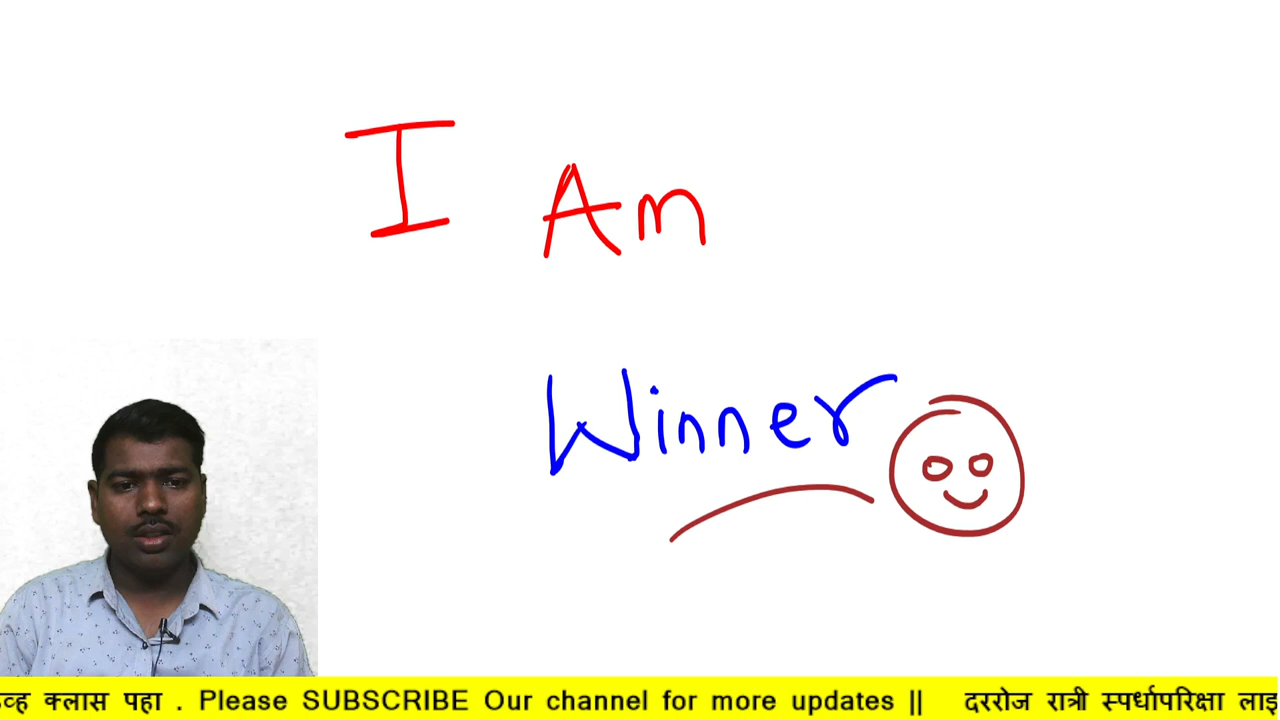 I Am
Winner
क्लास पहा . Please SUBSCRIBE Our channel for more updates || दररोज रात्री स्पर्धापरिक्षा